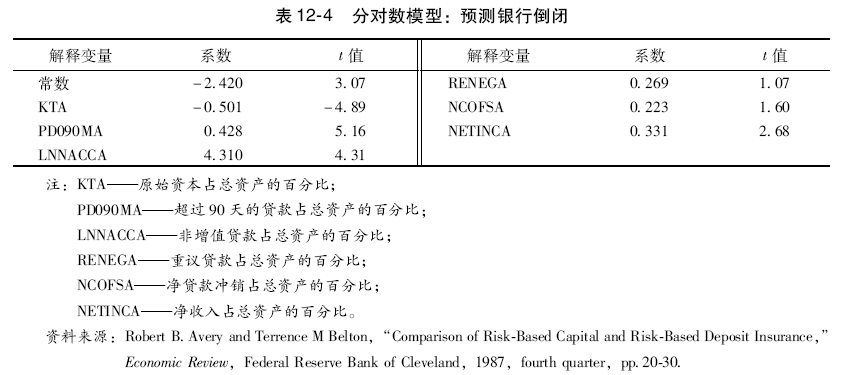 表 12-4 分对数模型：预测银行倒闭
解释变量 系数 t 值 解释变量 系数 t 值
常数 -2.420 3.07 RENEGA 0.269 1.07
KTA -0.501 -4.89 NCOFSA 0.223 1.60
PD090MA 0.428 5.16 NETINCA 0.331 2.68
LNNACCA 4.310 4.31
注：KTA——原始资本占总资产的百分比；
PD090MA——超过 90 天的贷款占总资产的百分比；
LNNACCA——非增值贷款占总资产的百分比；
RENEGA——重议贷款占总资产的百分比；
NCOFSA——净贷款冲销占总资产的百分比；
NETINCA——净收入占总资产的百分比。
资料来源：Robert B. Avery and Terrence M Belton, “Comparison of Risk-Based Capital and Risk-Based Deposit Insurance,”
Economic Review, Federal Reserve Bank of Cleveland, 1987, fourth quarter, pp. 20-30.